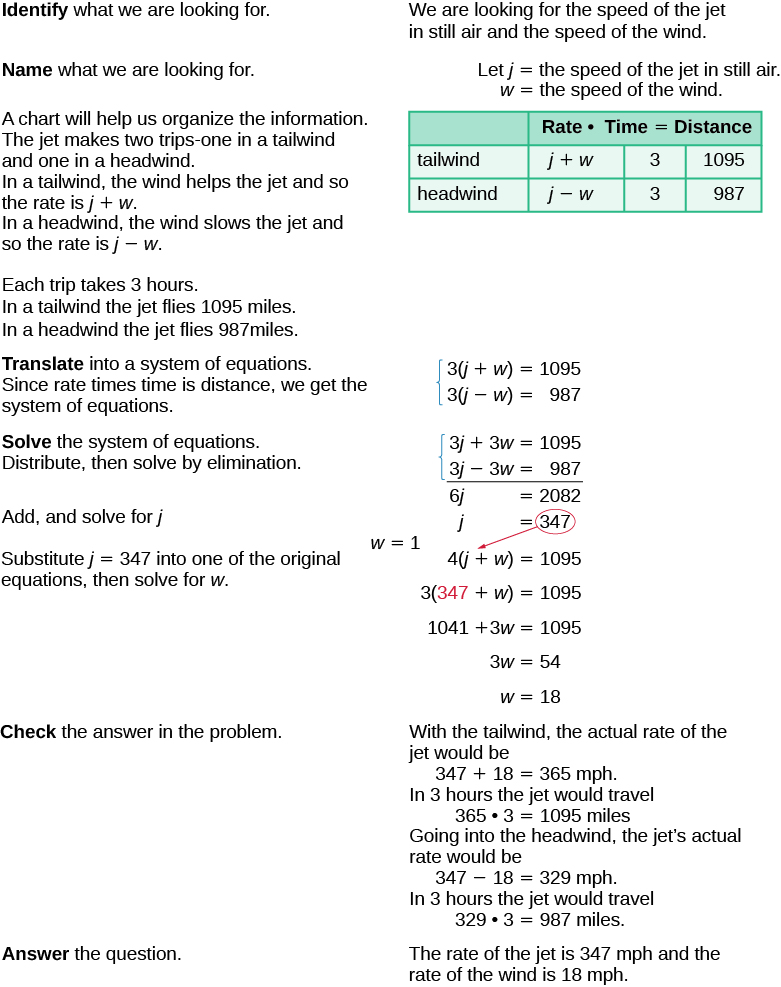 Identify what we are looking for.
We are looking for the speed of the jet
in still air and the speed of the wind.
Name what we are looking for.
Let j = the speed of the jet in still air.
w = the speed of the wind.
A chart will help us organize the information.
The jet makes two trips-one in a tailwind
and one in a headwind.
In a tailwind, the wind helps the jet and so
the rate is j + w.
In a headwind, the wind slows the jet and
so the rate is j − w.
Rate • Time = Distance
tailwind j + w 3 1095
headwind j − w 3 987
Each trip takes 3 hours.
In a tailwind the jet flies 1095 miles.
In a headwind the jet flies 987miles.
Translate into a system of equations.
Since rate times time is distance, we get the
system of equations.
3(j + w) = 1095
3(j − w) = 987
Solve the system of equations.
Distribute, then solve by elimination.
3j + 3w = 1095
3j − 3w = 987
6j = 2082
Add, and solve for j
j = 347
w = 1
Substitute j = 347 into one of the original
equations, then solve for w.
4(j + w) = 1095
3(347 + w) = 1095
1041 +3w = 1095
3w = 54
w = 18
Check the answer in the problem.
With the tailwind, the actual rate of the
jet would be
347 + 18 = 365 mph.
In 3 hours the jet would travel
365 • 3 = 1095 miles
Going into the headwind, the jet's actual
rate would be
347 − 18 = 329 mph.
In 3 hours the jet would travel
329 • 3 = 987 miles.
Answer the question.
The rate of the jet is 347 mph and the
rate of the wind is 18 mph.